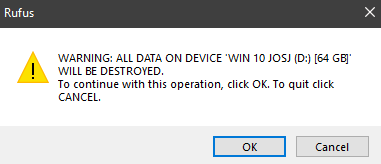 Rufus
WARNING: ALL DATA ON DEVICE 'WIN 10 JOSJ (D:) [64 GB]'
WILL BE DESTROYED.
To continue with this operation, click OK. To quit click
CANCEL.
OK
Cancel